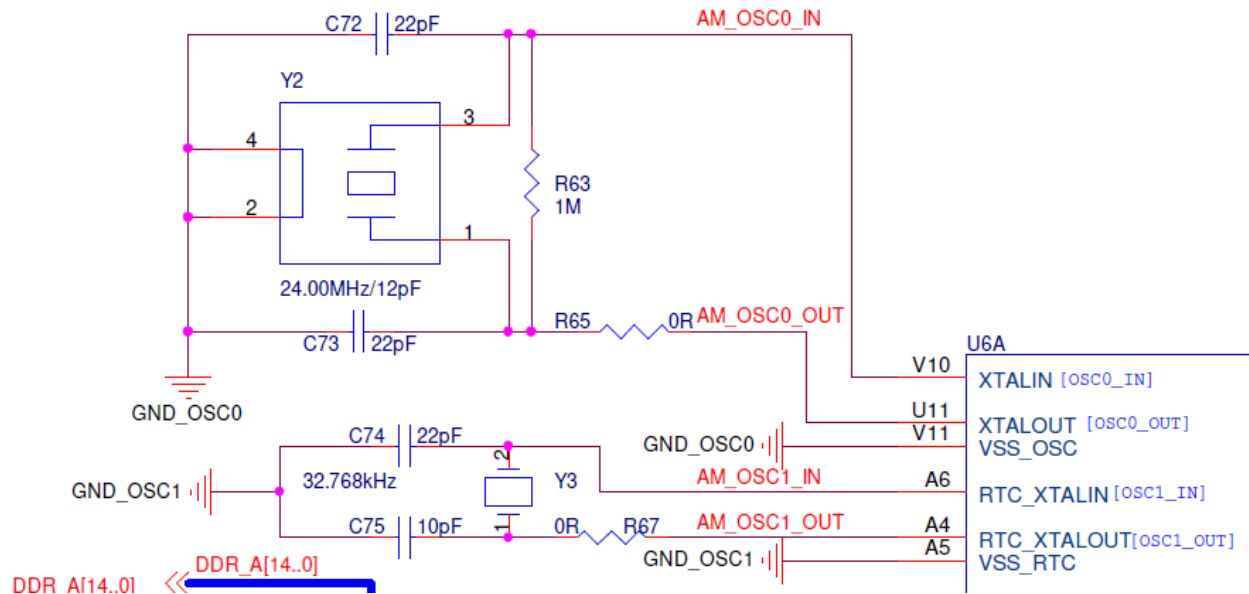 C72 22pF
AM_OSC0_IN
Y2
3
4
R63
1M
2
1
24.00MHz/12pF
R65 0R
AM_OSC0_OUT
C73 22pF
U6A
V10 XTALIN [OSC0_IN]
GND_OSC0
U11 XTALOUT [OSC0_OUT]
C74 22pF
GND_OSC0
V11 VSS_OSC
2
32.768kHz
Y3
AM_OSC1_IN
GND_OSC1
A6 RTC_XTALIN [OSC1_IN]
C75 10pF
1
0R R67
AM_OSC1_OUT
A4 RTC_XTALOUT [OSC1_OUT]
GND_OSC1
A5 VSS_RTC
DDR_A[14..0]
DDR_A[14..0]